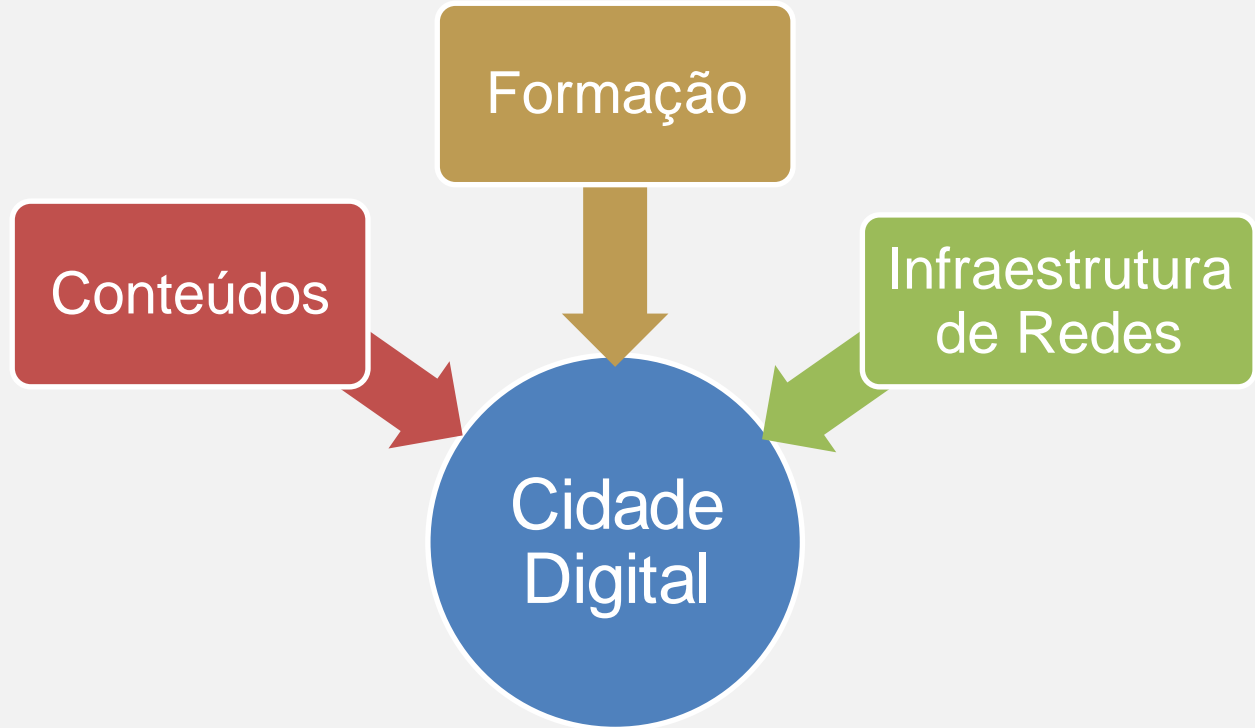 Formação
Conteúdos
Infraestrutura
de Redes
Cidade
Digital